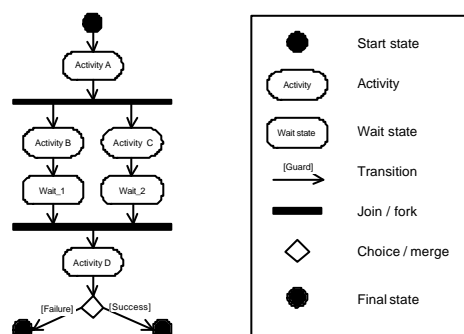 Activity A
Activity B
Activity C
Wait_1
Wait_2
Activity D
[Failure]
[Success]
Start state
Activity
Activity
Wait state
Wait state
[Guard]
Transition
Join / fork
Choice / merge
Final state